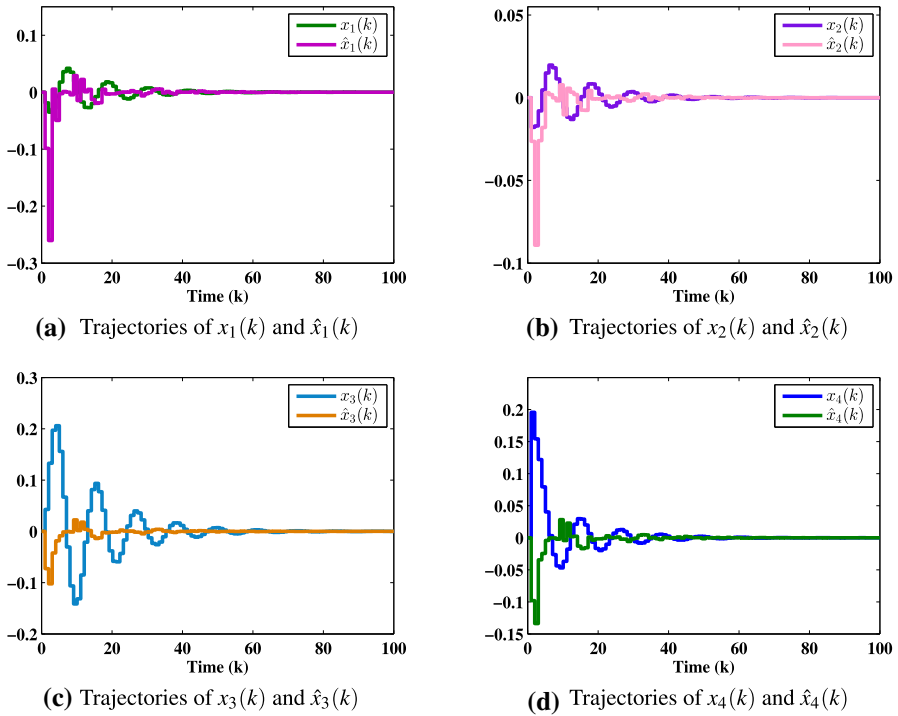 0.1
0
−0.1
−0.2
−0.3
0 20 40 60 80 100
Time (k)
x₁(k)
x̂₁(k)
(a) Trajectories of x₁(k) and x̂₁(k)
0.05
0
−0.05
−0.1
0 20 40 60 80 100
Time (k)
x₂(k)
x̂₂(k)
(b) Trajectories of x₂(k) and x̂₂(k)
0.3
0.2
0.1
0
−0.1
−0.2
0 20 40 60 80 100
Time (k)
x₃(k)
x̂₃(k)
(c) Trajectories of x₃(k) and x̂₃(k)
0.2
0.15
0.1
0.05
0
−0.05
−0.1
−0.15
0 20 40 60 80 100
Time (k)
x₄(k)
x̂₄(k)
(d) Trajectories of x₄(k) and x̂₄(k)